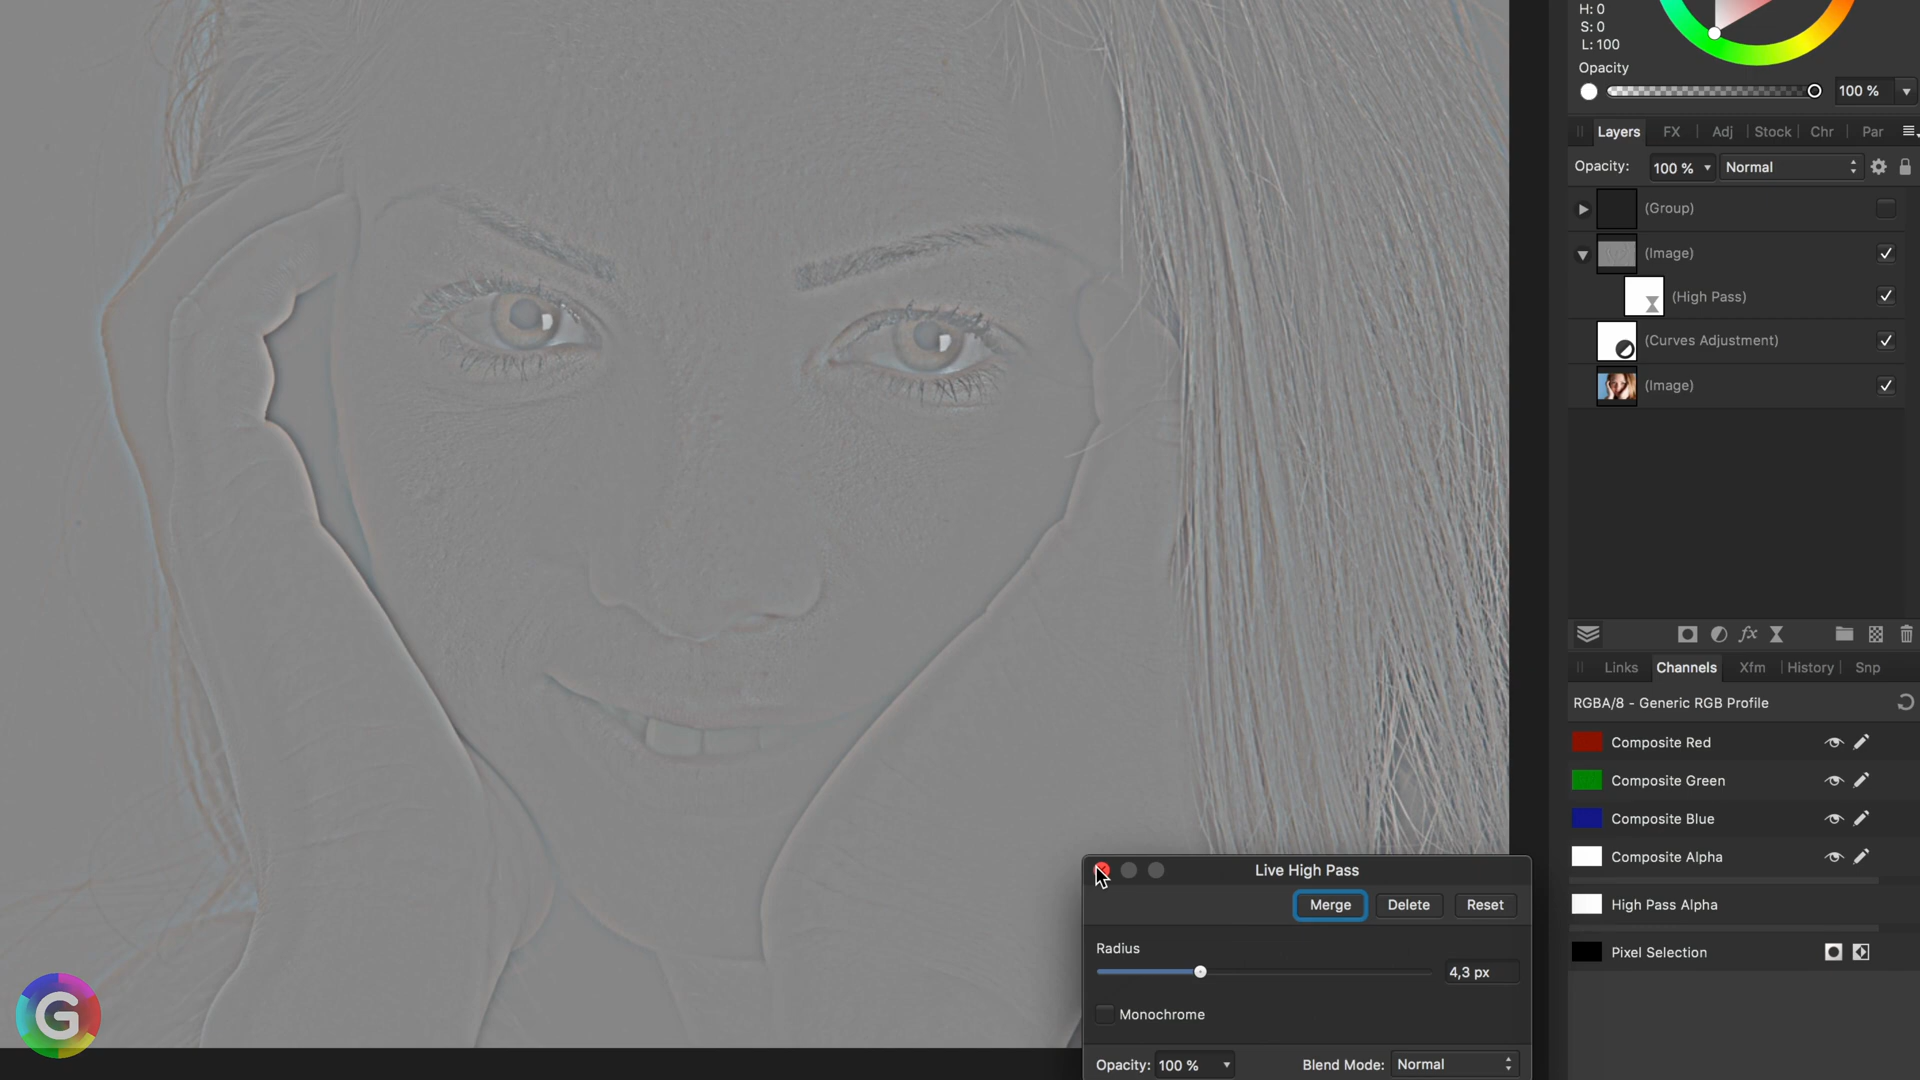 H: 0
S: 0
L: 100
Opacity
100 %
Layers FX Adj Stock Chr Par
Opacity: 100 % Normal
(Group)
(Image)
(High Pass)
(Curves Adjustment)
(Image)
fx
Links Channels Xfm History Snp
RGBA/8 - Generic RGB Profile
Composite Red
Composite Green
Composite Blue
Composite Alpha
High Pass Alpha
Pixel Selection
Live High Pass
Merge Delete Reset
Radius
4,3 px
Monochrome
Opacity: 100 % Blend Mode: Normal
G